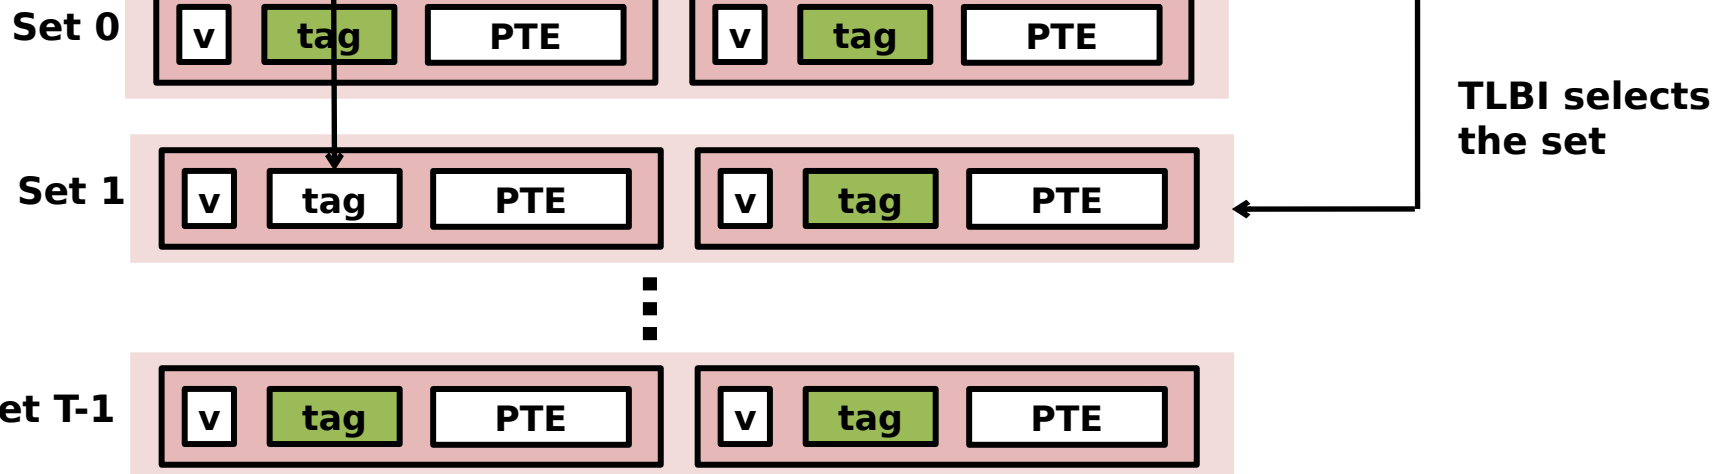 Set 0 v tag PTE v tag PTE
TLBI selects
the set
Set 1 v tag PTE v tag PTE
et T-1 v tag PTE v tag PTE